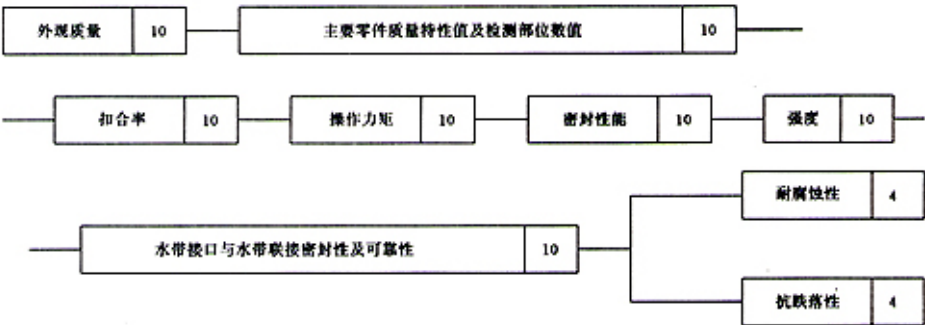 外观质量 10 主要零件质量特性值及检测部位数值 10
扣合率 10 操作力矩 10 密封性能 10 强度 10
耐腐蚀性 4
水带接口与水带联接密封性及可靠性 10
抗跌落性 4